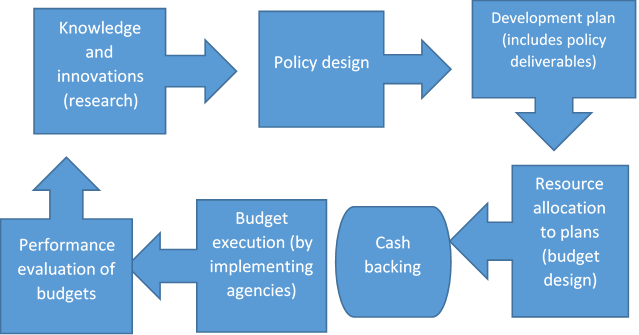 Knowledge
and
innovations
(research)
Policy design
Development plan
(includes policy
deliverables)
Resource
allocation
to plans
(budget
design)
Cash
backing
Budget
execution (by
implementing
agencies)
Performance
evaluation of
budgets